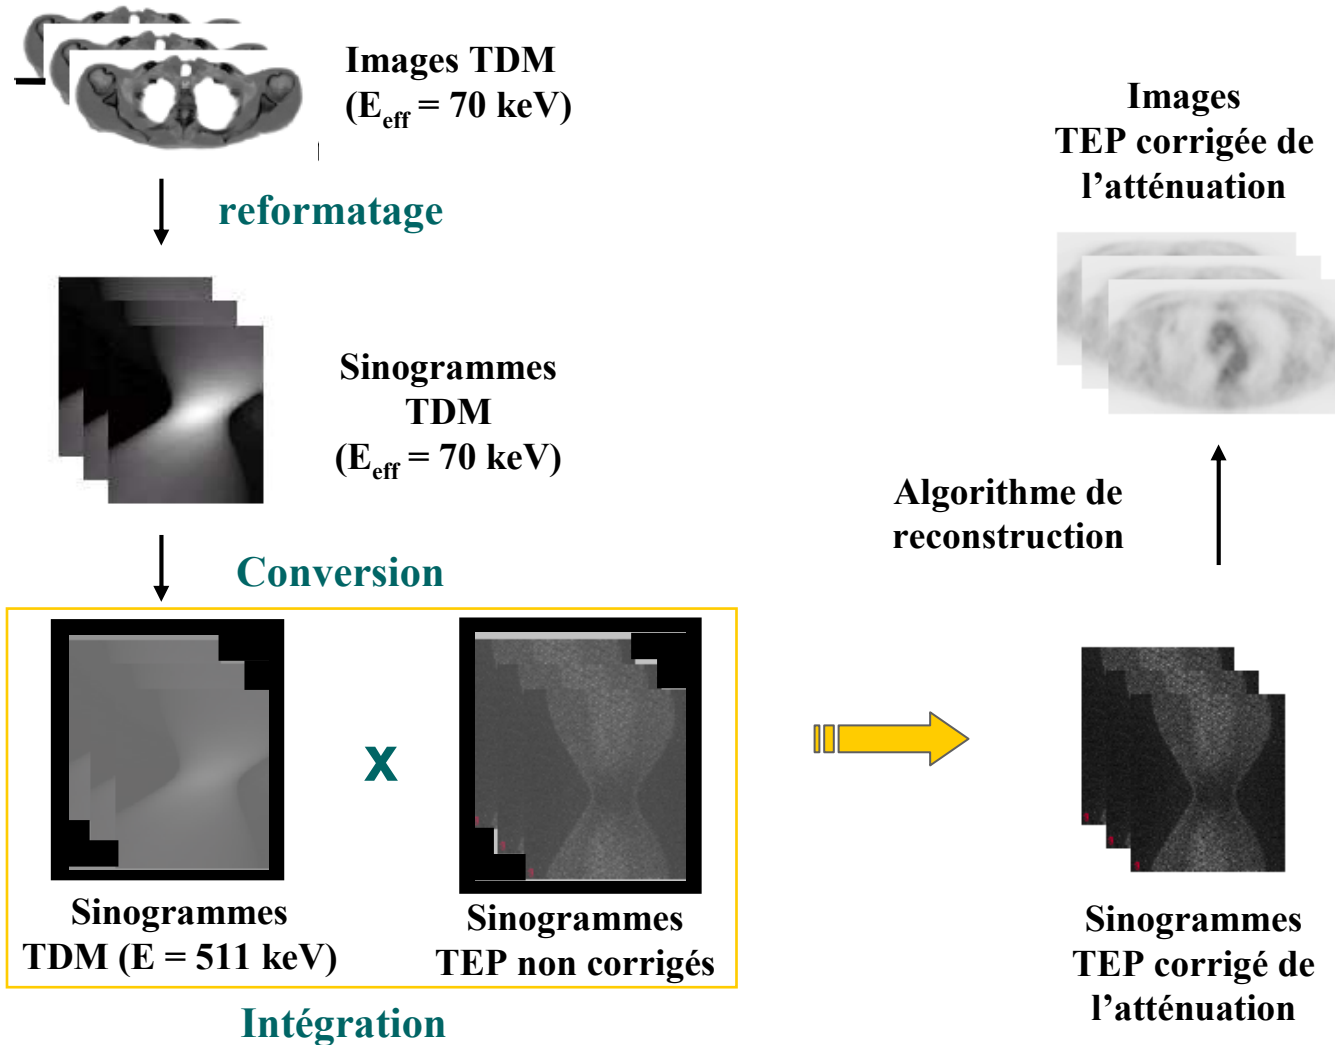 Images TDM
(Eeff = 70 keV)
reformatage
Sinogrammes
TDM
(Eeff = 70 keV)
Conversion
x
Sinogrammes
TDM (E = 511 keV)
Sinogrammes
TEP non corrigés
Intégration
Images
TEP corrigée de
l’atténuation
Algorithme de
reconstruction
Sinogrammes
TEP corrigé de
l’atténuation